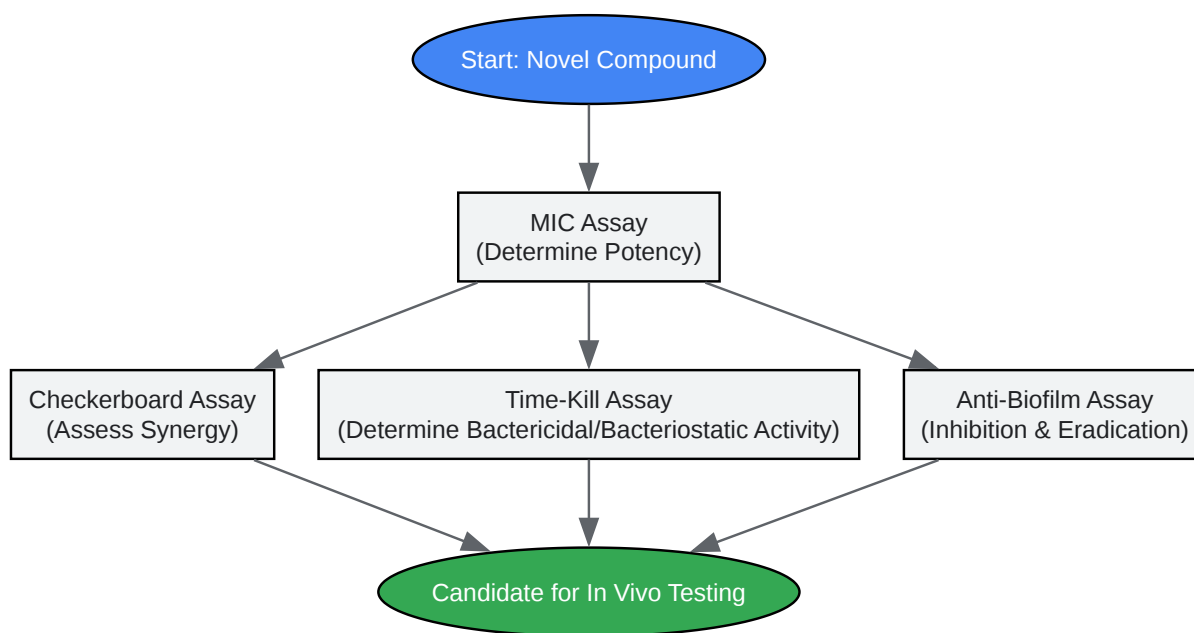 Start: Novel Compound
MIC Assay
(Determine Potency)
Checkerboard Assay
(Assess Synergy)
Time-Kill Assay
(Determine Bactericidal/Bacteriostatic Activity)
Anti-Biofilm Assay
(Inhibition & Eradication)
Candidate for In Vivo Testing